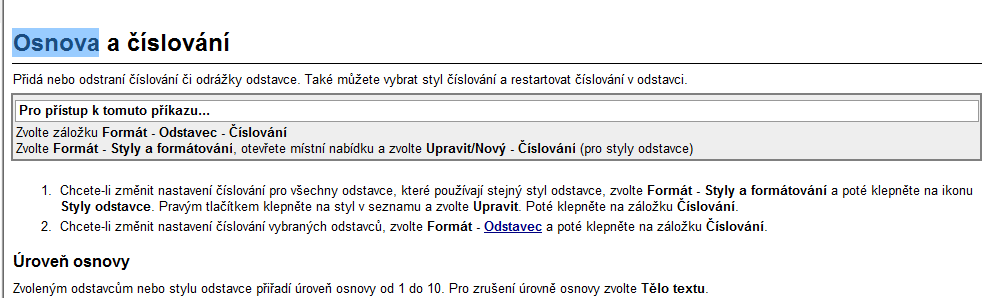 Osnova a číslování
Přidá nebo odstraní číslování či odrážky odstavce. Také můžete vybrat styl číslování a restartovat číslování v odstavci.
Pro přístup k tomuto příkazu...
Zvolte záložku Formát - Odstavec - Číslování
Zvolte Formát - Styly a formátování, otevřete místní nabídku a zvolte Upravit/Nový - Číslování (pro styly odstavce)
1. Chcete-li změnit nastavení číslování pro všechny odstavce, které používají stejný styl odstavce, zvolte Formát - Styly a formátování a poté klepněte na ikonu
Styly odstavce. Pravým tlačítkem klepněte na styl v seznamu a zvolte Upravit. Poté klepněte na záložku Číslování.
2. Chcete-li změnit nastavení číslování vybraných odstavců, zvolte Formát - Odstavec a poté klepněte na záložku Číslování.
Úroveň osnovy
Zvoleným odstavcům nebo stylu odstavce přiřadí úroveň osnovy od 1 do 10. Pro zrušení úrovně osnovy zvolte Tělo textu.